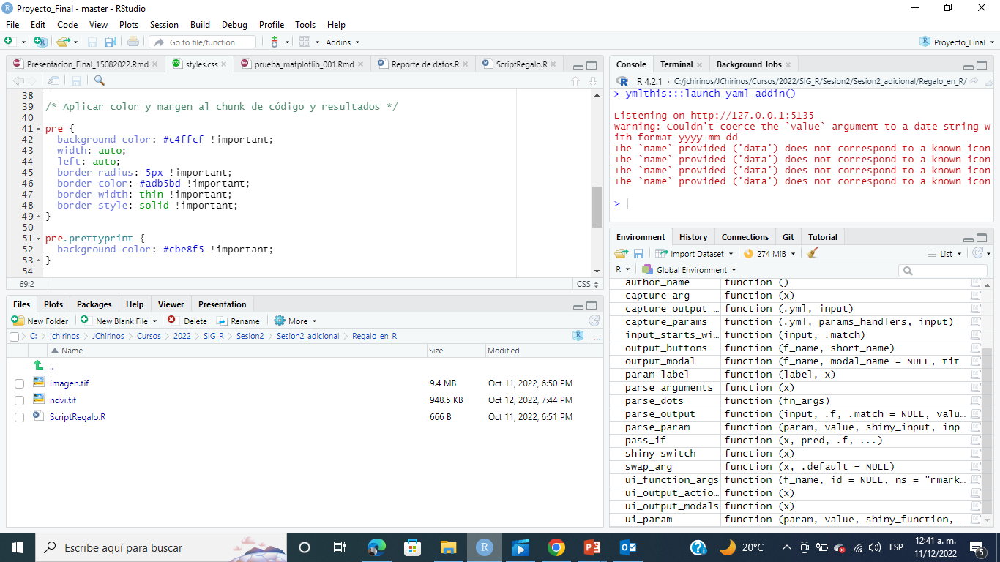 Proyecto_Final - master - RStudio
File Edit Code View Plots Session Build Debug Profile Tools Help
Go to file/function Addins Proyecto_Final
Presentacion_Final_15082022.Rmd styles.css prueba_matplotlib_001.Rmd Reporte de datos.R ScriptRegalo.R
38
39 /* Aplicar color y margen al chunk de código y resultados */
40
41 pre {
42 background-color: #c4ffcf !important;
43 width: auto;
44 left: auto;
45 border-radius: 5px !important;
46 border-color: #adb5bd !important;
47 border-width: thin !important;
48 border-style: solid !important;
49 }
50
51 pre.prettyprint {
52 background-color: #cbe8f5 !important;
53 }
54
69:2 CSS
Files Plots Packages Help Viewer Presentation
New Folder New Blank File Delete Rename More
C: jchirinos JChirinos Cursos 2022 SIG_R Sesion2 Sesion2_adicional Regalo_en_R ...
Name Size Modified
..
imagen.tif 9.4 MB Oct 11, 2022, 6:50 PM
ndvi.tif 948.5 KB Oct 12, 2022, 7:44 PM
ScriptRegalo.R 666 B Oct 11, 2022, 6:51 PM
Console Terminal Background Jobs
R 4.2.1 · C:/jchirinos/JChirinos/Cursos/2022/SIG_R/Sesion2/Sesion2_adicional/Regalo_en_R/
> ymlthis:::launch_yaml_addin()
Listening on http://127.0.0.1:5135
Warning: Couldn't coerce the `value` argument to a date string w
ith format yyyy-mm-dd
The `name` provided ('data') does not correspond to a known icon
The `name` provided ('data') does not correspond to a known icon
The `name` provided ('data') does not correspond to a known icon
The `name` provided ('data') does not correspond to a known icon
>
Environment History Connections Git Tutorial
Import Dataset 274 MiB List
R Global Environment
author_name function ()
capture_arg function (x)
capture_output_… function (.yml, input)
capture_params function (.yml, params_handlers, input)
input_starts_wi… function (input, .match)
output_buttons function (f_name, short_name)
output_modal function (f_name, modal_name = NULL, tit…
param_label function (label, x)
parse_arguments function (x)
parse_dots function (fn_args)
parse_output function (input, .f, .match = NULL, valu…
parse_param function (param, value, shiny_input, inp…
pass_if function (x, pred, .f, ...)
shiny_switch function (x)
swap_arg function (x, .default = NULL)
ui_function_args function (f_name, id = NULL, ns = "rmark…
ui_output_actio… function (x)
ui_output_modals function (x)
ui_param function (param, value, shiny_function, …
Escribe aquí para buscar 20°C ESP 12:41 a. m.
11/12/2022 5